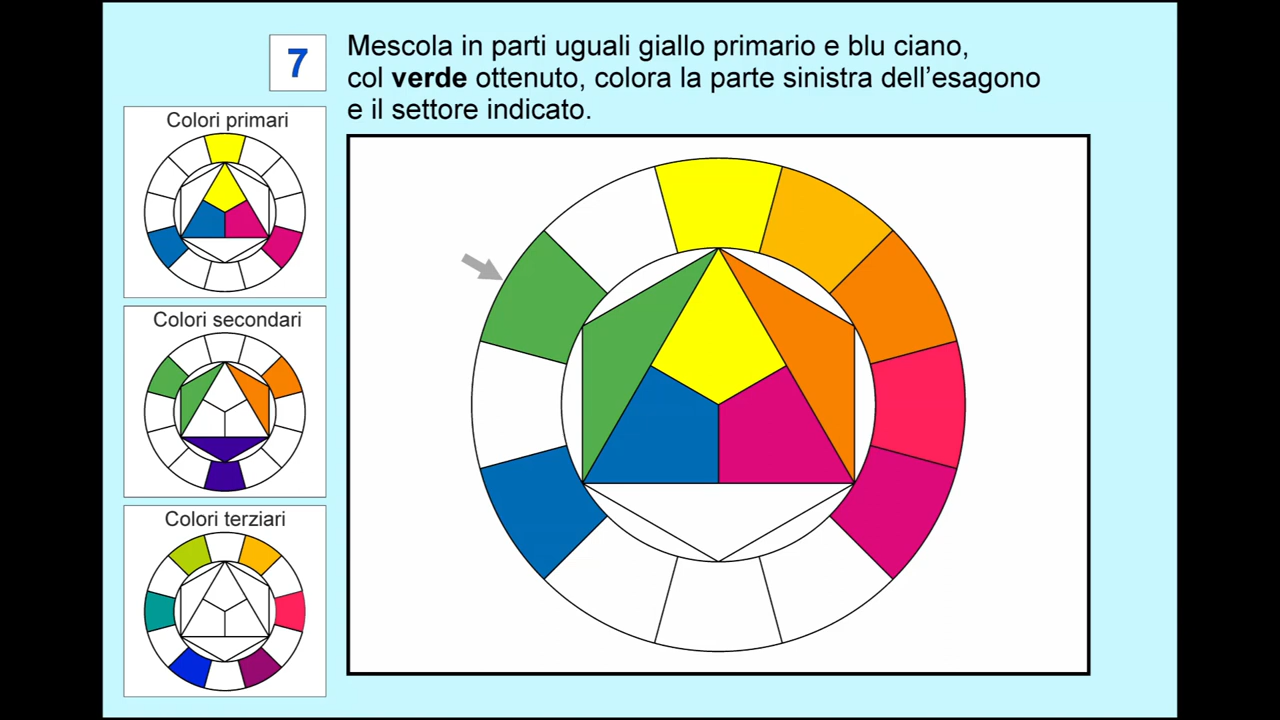 7
Mescola in parti uguali giallo primario e blu ciano,
col verde ottenuto, colora la parte sinistra dell’esagono
e il settore indicato.
Colori primari
Colori secondari
Colori terziari